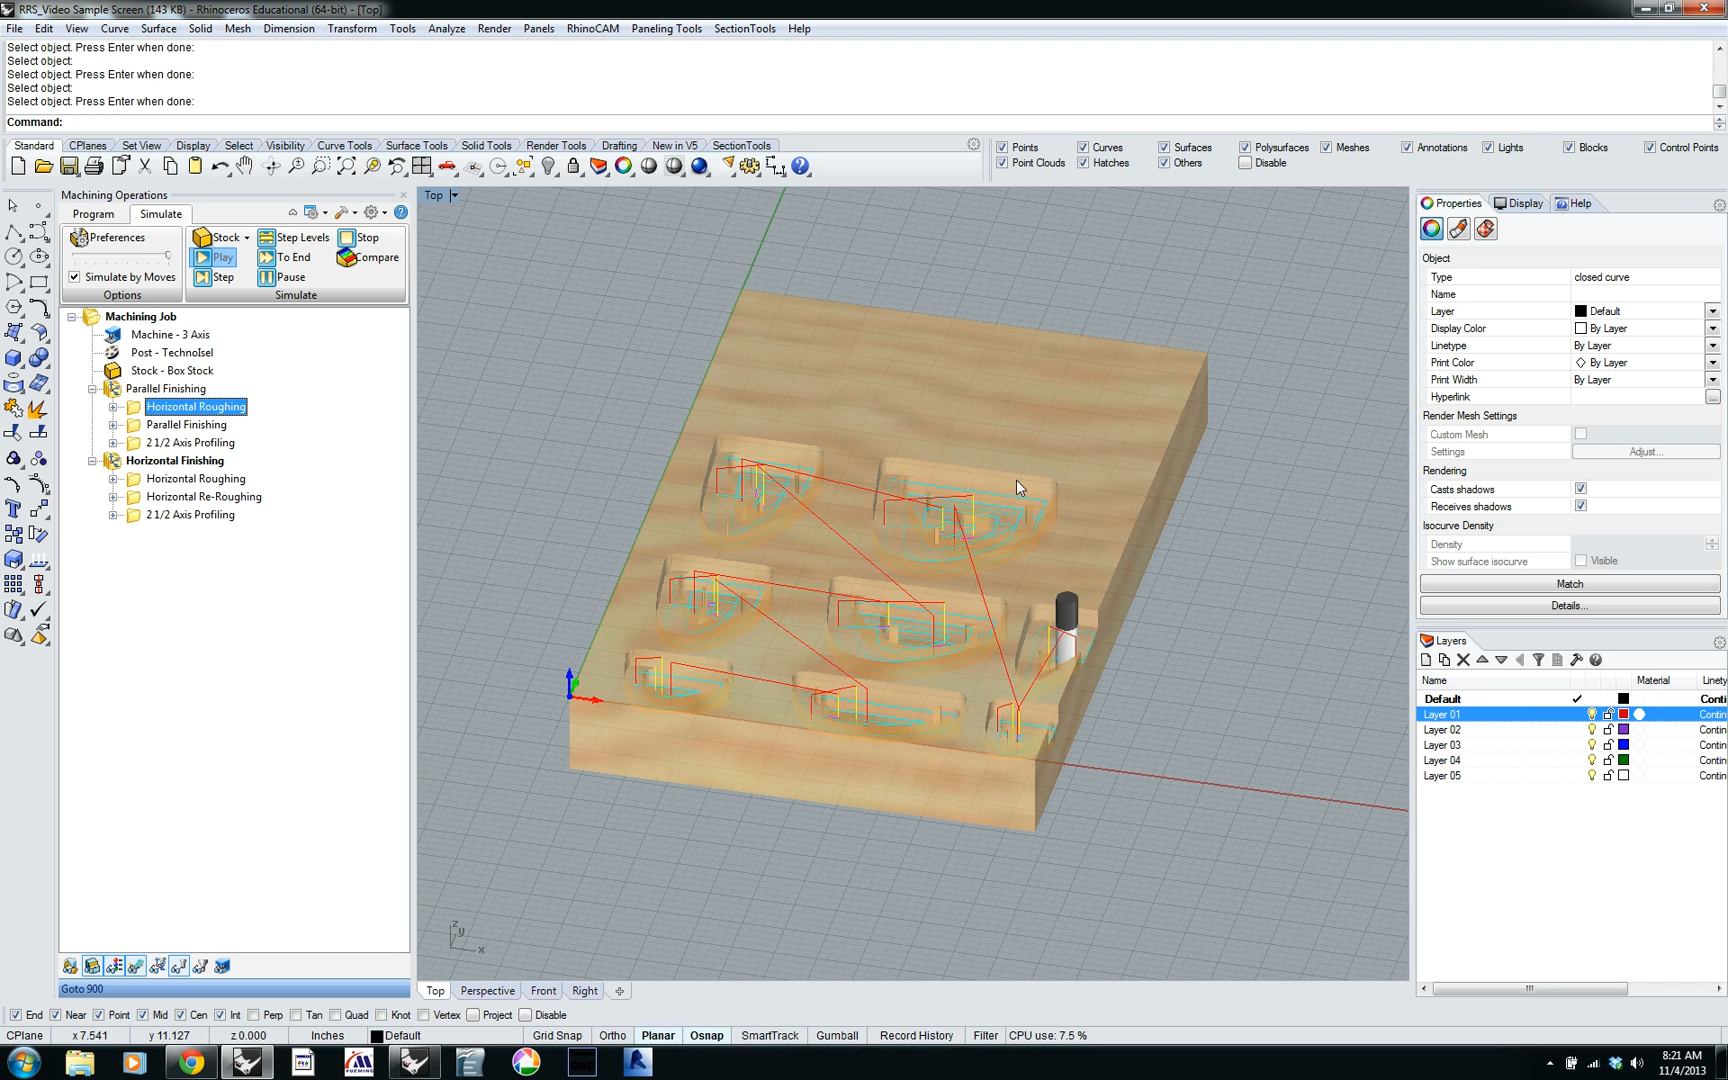 RRS_Video Sample Screen (143 KB) - Rhinoceros Educational (64-bit) - [Top]
File Edit View Curve Surface Solid Mesh Dimension Transform Tools Analyze Render Panels RhinoCAM Paneling Tools SectionTools Help
Select object. Press Enter when done:
Select object:
Select object. Press Enter when done:
Select object:
Select object. Press Enter when done:
Command:
Standard CPlanes Set View Display Select Visibility Curve Tools Surface Tools Solid Tools Render Tools Drafting New in V5 SectionTools
Points Curves Surfaces Polysurfaces Meshes Annotations Lights Blocks Control Points
Point Clouds Hatches Others Disable
Machining Operations
Program Simulate
Preferences Stock Step Levels Stop
Play To End Compare
Simulate by Moves Step Pause
Options Simulate
Machining Job
Machine - 3 Axis
Post - TechnoIsel
Stock - Box Stock
Parallel Finishing
Horizontal Roughing
Parallel Finishing
2 1/2 Axis Profiling
Horizontal Finishing
Horizontal Roughing
Horizontal Re-Roughing
2 1/2 Axis Profiling
Goto 900
Top
z
y
x
Top Perspective Front Right
Properties Display Help
Object
Type closed curve
Name
Layer Default
Display Color By Layer
Linetype By Layer
Print Color By Layer
Print Width By Layer
Hyperlink ...
Render Mesh Settings
Custom Mesh
Settings Adjust...
Rendering
Casts shadows
Receives shadows
Isocurve Density
Density
Show surface isocurve Visible
Match
Details...
Layers
Name Material Linety
Default Conti
Layer 01 Contin
Layer 02 Contin
Layer 03 Contin
Layer 04 Contin
Layer 05 Contin
End Near Point Mid Cen Int Perp Tan Quad Knot Vertex Project Disable
CPlane x 7.541 y 11.127 z 0.000 Inches Default Grid Snap Ortho Planar Osnap SmartTrack Gumball Record History Filter CPU use: 7.5 %
8:21 AM
11/4/2013